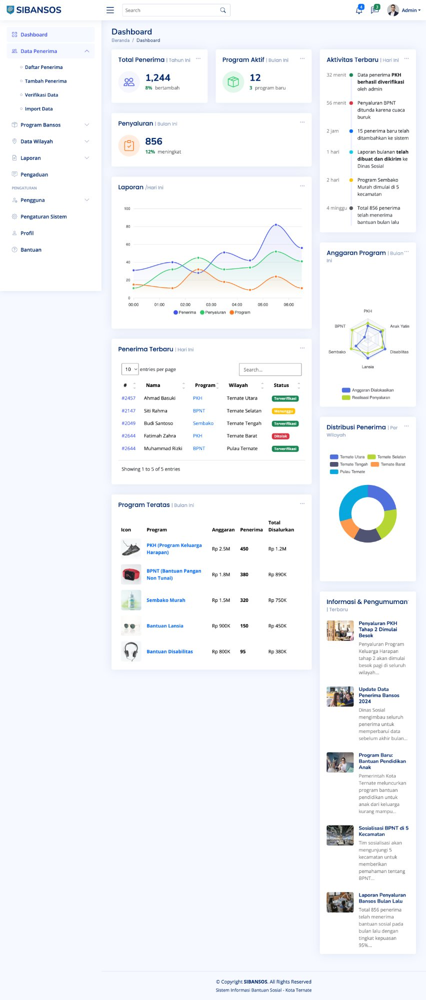 SIBANSOS
Search
4
3
Admin
Dashboard
Data Penerima
Daftar Penerima
Tambah Penerima
Verifikasi Data
Import Data
Program Bansos
Data Wilayah
Laporan
Pengaduan
PENGATURAN
Pengguna
Pengaturan Sistem
Profil
Bantuan
Dashboard
Beranda / Dashboard
Total Penerima | Tahun Ini
1,244
8% bertambah
Program Aktif | Bulan Ini
12
3 program baru
Penyaluran | Bulan Ini
856
12% meningkat
Laporan /Hari Ini
100
80
60
40
20
0
00:00 01:00 02:00 03:00 04:00 05:00 06:00
Penerima Penyaluran Program
Penerima Terbaru | Hari Ini
10 entries per page
Search...
# Nama Program Wilayah Status
#2457 Ahmad Basuki PKH Ternate Utara Terverifikasi
#2147 Siti Rahma BPNT Ternate Selatan Menunggu
#2049 Budi Santoso Sembako Ternate Tengah Terverifikasi
#2644 Fatimah Zahra PKH Ternate Barat Ditolak
#2644 Muhammad Rizki BPNT Pulau Ternate Terverifikasi
Showing 1 to 5 of 5 entries
Program Teratas | Bulan Ini
Icon Program Anggaran Penerima Total
Disalurkan
PKH (Program Keluarga
Harapan) Rp 2.5M 450 Rp 1.2M
BPNT (Bantuan Pangan
Non Tunai) Rp 1.8M 380 Rp 890K
Sembako Murah Rp 1.5M 320 Rp 750K
Bantuan Lansia Rp 900K 150 Rp 450K
Bantuan Disabilitas Rp 800K 95 Rp 380K
Aktivitas Terbaru | Hari Ini
32 menit Data penerima PKH
berhasil diverifikasi
oleh admin
56 menit Penyaluran BPNT
ditunda karena cuaca
buruk
2 jam 15 penerima baru telah
ditambahkan ke sistem
1 hari Laporan bulanan telah
dibuat dan dikirim ke
Dinas Sosial
2 hari Program Sembako
Murah dimulai di 5
kecamatan
4 minggu Total 856 penerima
telah menerima
bantuan bulan lalu
Anggaran Program | Bulan
Ini
PKH
BPNT Anak Yatin
Sembako Disabilitas
Lansia
Anggaran Dialokasikan
Realisasi Penyaluran
Distribusi Penerima | Per
Wilayah
Ternate Utara Ternate Selatan
Ternate Tengah Ternate Barat
Pulau Ternate
Informasi & Pengumuman
| Terbaru
Penyaluran PKH
Tahap 2 Dimulai
Besok
Penyaluran Program
Keluarga Harapan
tahap 2 akan dimulai
besok pagi di seluruh
wilayah...
Update Data
Penerima Bansos
2024
Dinas Sosial
mengimbau seluruh
penerima untuk
memperbarui data
sebelum akhir bulan...
Program Baru:
Bantuan Pendidikan
Anak
Pemerintah Kota
Ternate meluncurkan
program bantuan
pendidikan untuk
anak dari keluarga
kurang mampu...
Sosialisasi BPNT di 5
Kecamatan
Tim sosialisasi akan
mengunjungi 5
kecamatan untuk
memberikan
pemahaman tentang
BPNT...
Laporan Penyaluran
Bansos Bulan Lalu
Total 856 penerima
telah menerima
bantuan sosial pada
bulan lalu dengan
tingkat kepuasan
95%...
© Copyright SIBANSOS. All Rights Reserved
Sistem Informasi Bantuan Sosial - Kota Ternate